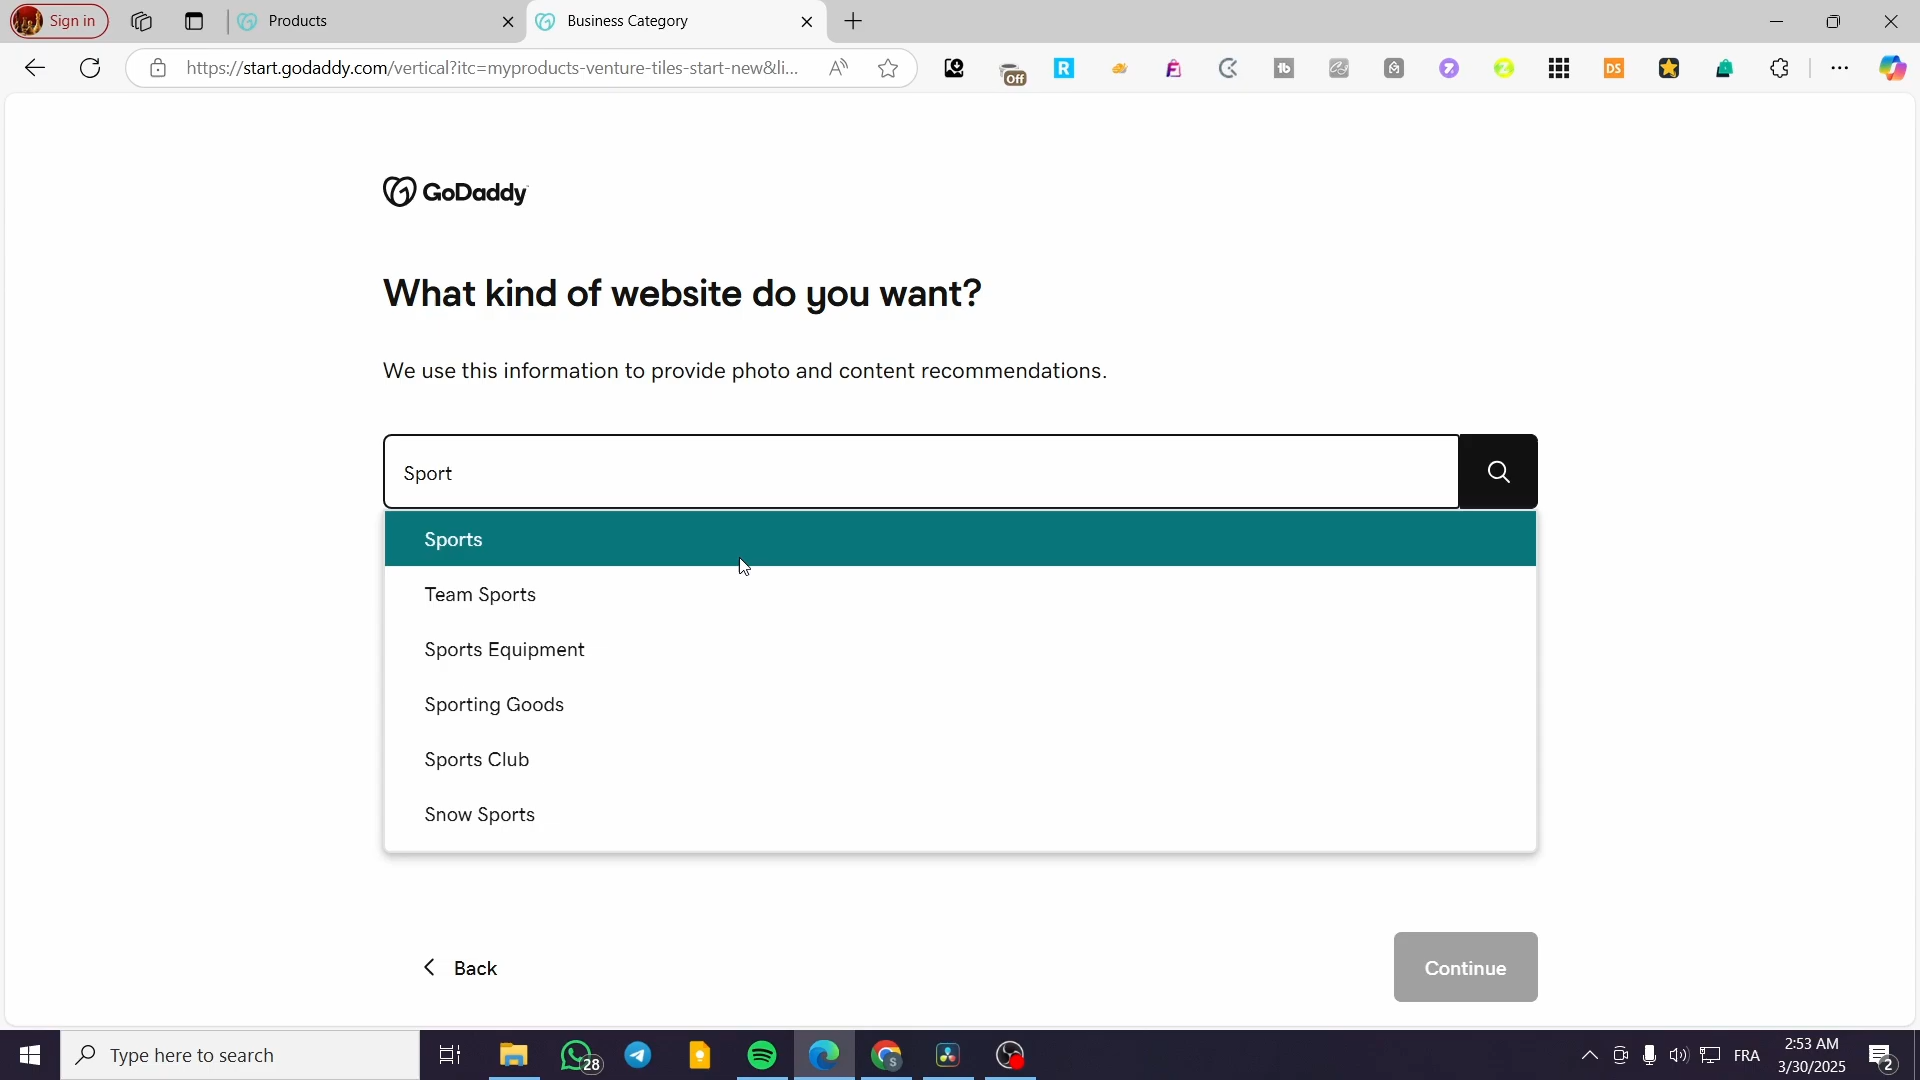 Sign in
Products
Business Category
https://start.godaddy.com/vertical?itc=myproducts-venture-tiles-start-new&li...
A
Off
R
tb
DS
GoDaddy
What kind of website do you want?
We use this information to provide photo and content recommendations.
Sport
Sports
Team Sports
Sports Equipment
Sporting Goods
Sports Club
Snow Sports
Back
Continue
Type here to search
28
S
FRA
2:53 AM
3/30/2025
2